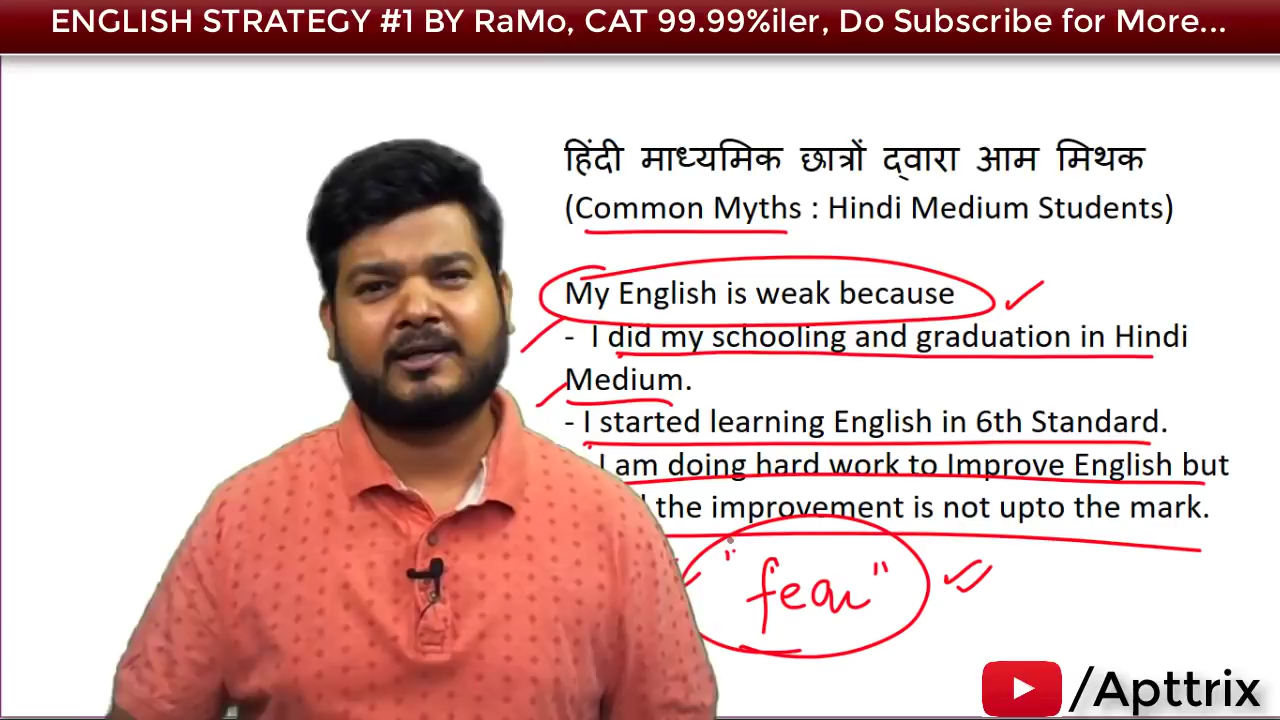 ENGLISH STRATEGY #1 BY RaMo, CAT 99.99%iler, Do Subscribe for More...
हिंदी माध्यमिक छात्रों द्वारा आम मिथक
(Common Myths : Hindi Medium Students)
My English is weak because
- I did my schooling and graduation in Hindi
Medium.
- I started learning English in 6th Standard.
I am doing hard work to Improve English but
the improvement is not upto the mark.
"fear"
/Apttrix